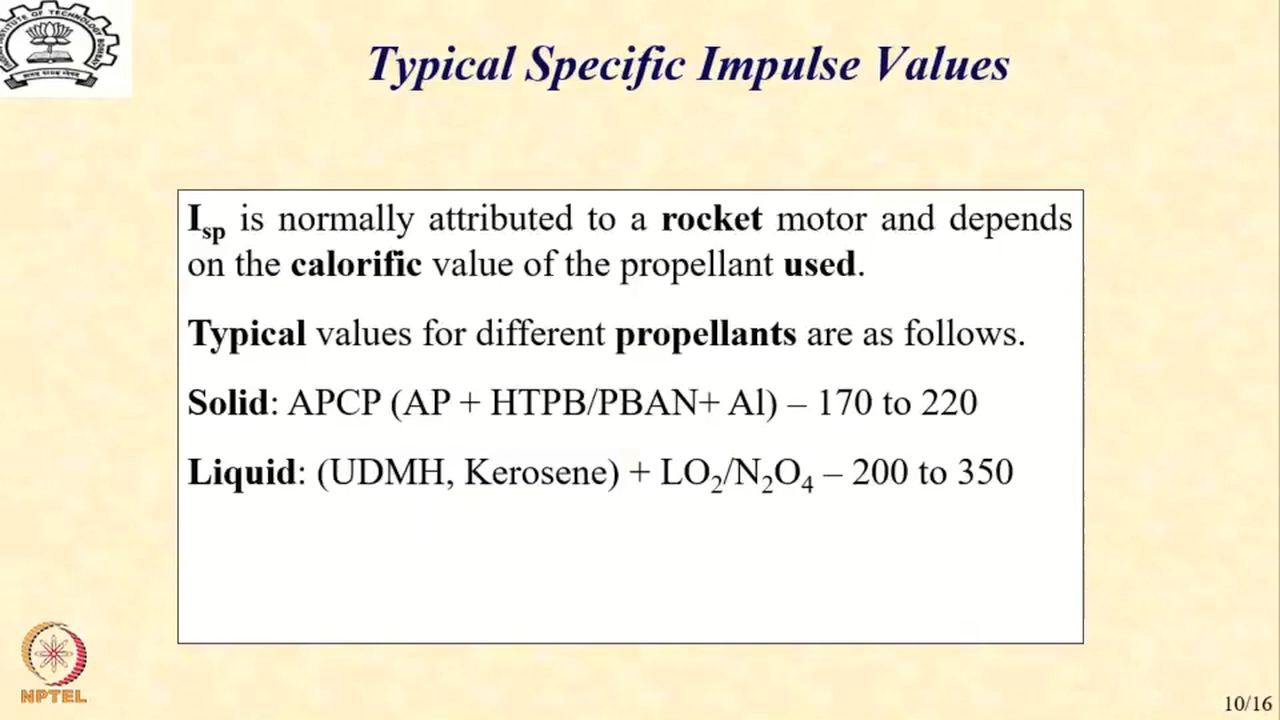 Typical Specific Impulse Values
I_sp is normally attributed to a rocket motor and depends
on the calorific value of the propellant used.
Typical values for different propellants are as follows.
Solid: APCP (AP + HTPB/PBAN+ Al) – 170 to 220
Liquid: (UDMH, Kerosene) + LO₂/N₂O₄ – 200 to 350
NPTEL
10/16